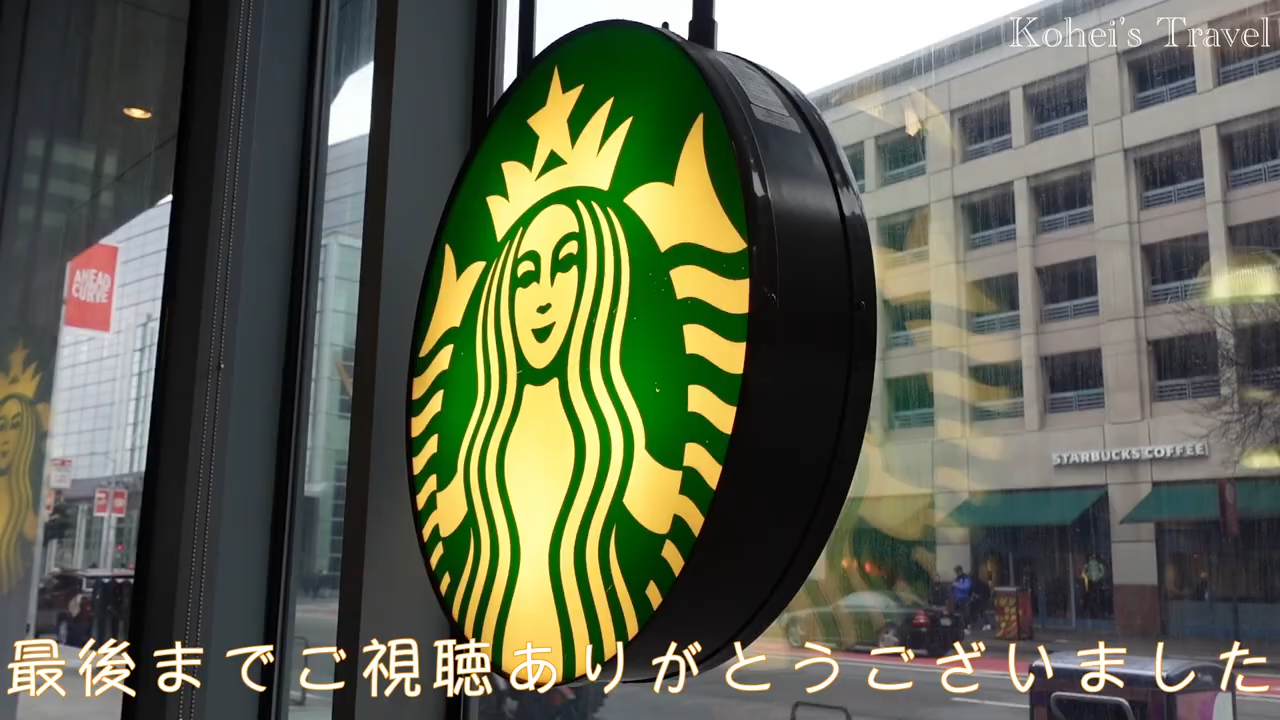 Kohei's Travel
AHEAD
CURVE
STARBUCKS COFFEE
最後までご視聴ありがとうございました